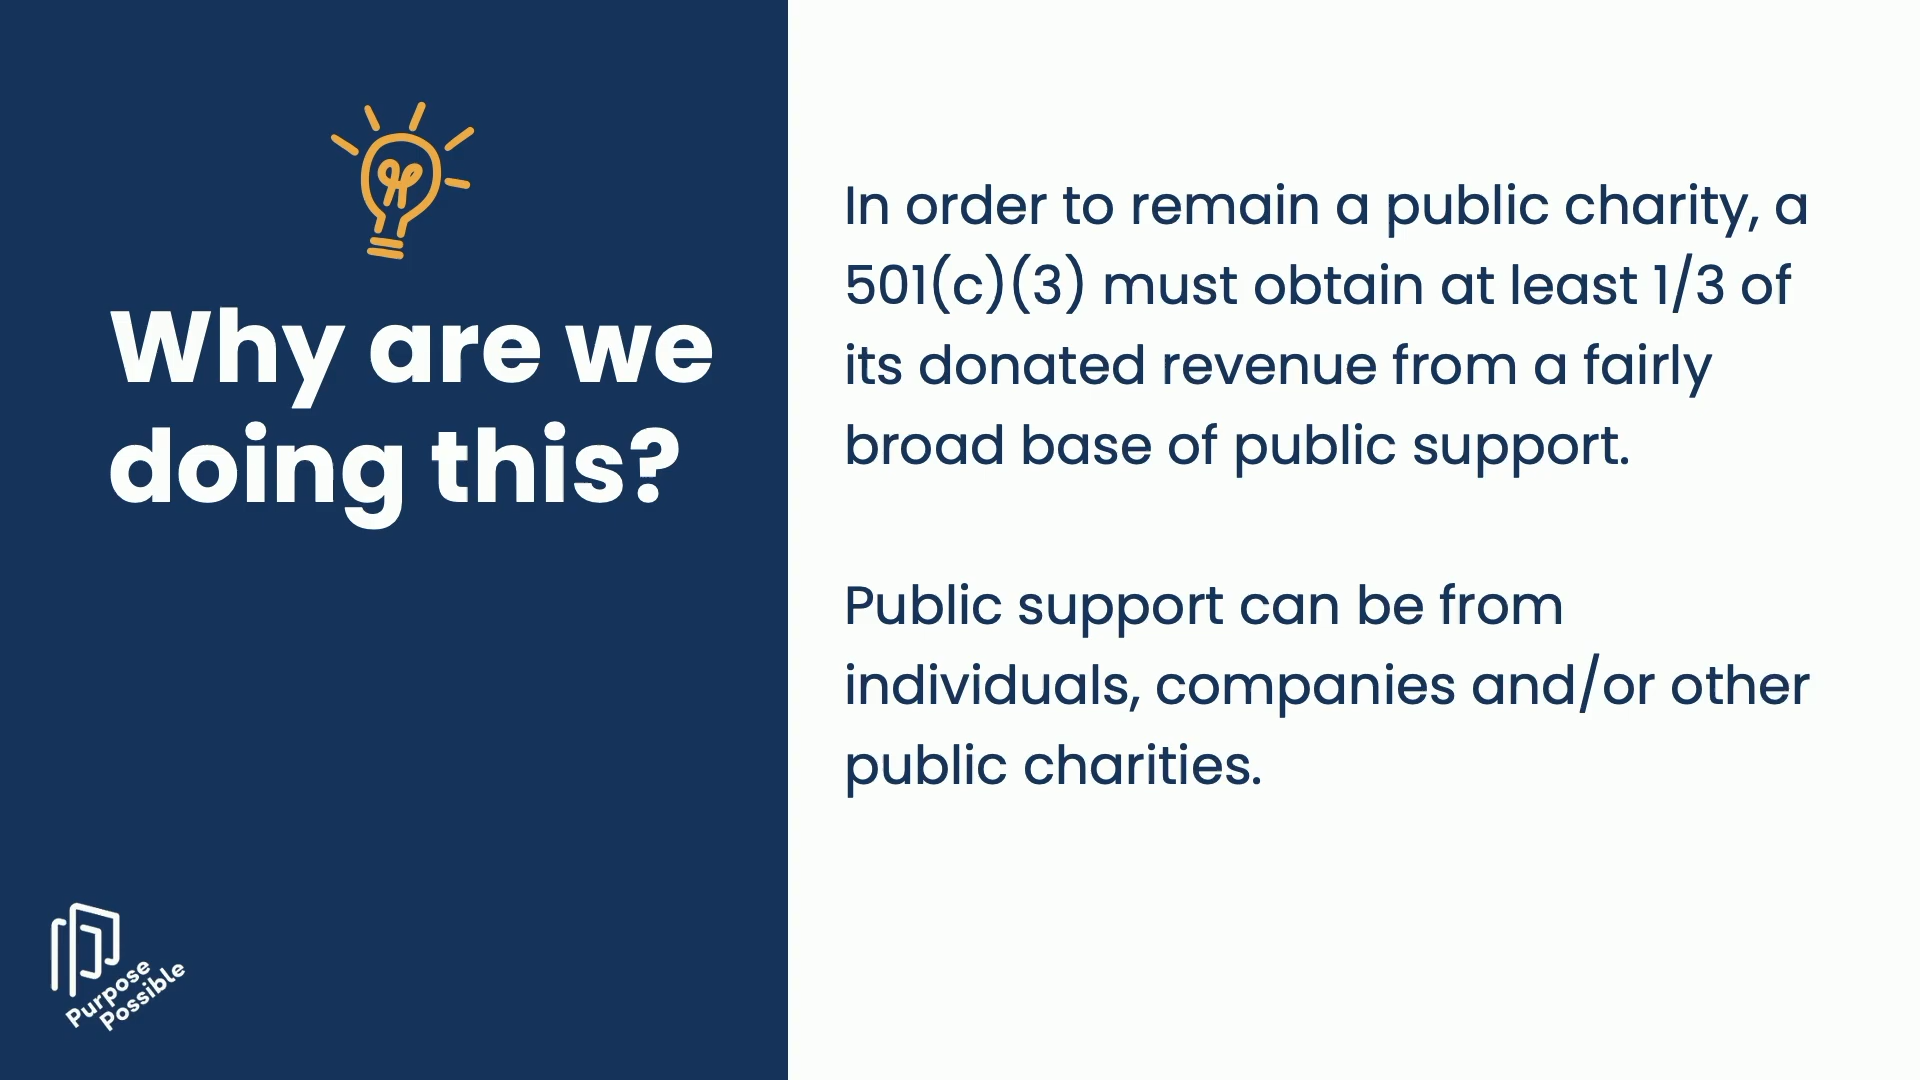 Why are we
doing this?
In order to remain a public charity, a
501(c)(3) must obtain at least 1/3 of
its donated revenue from a fairly
broad base of public support.
Public support can be from
individuals, companies and/or other
public charities.
Purpose
Possible